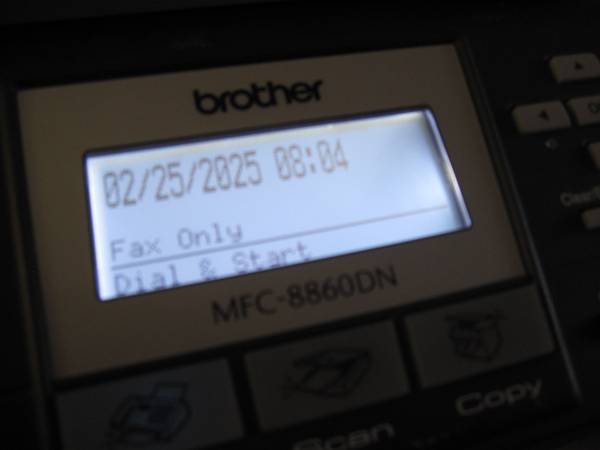 brother
02/25/2025 08:04
Fax Only
Dial & Start
MFC-8860DN
Scan
Copy